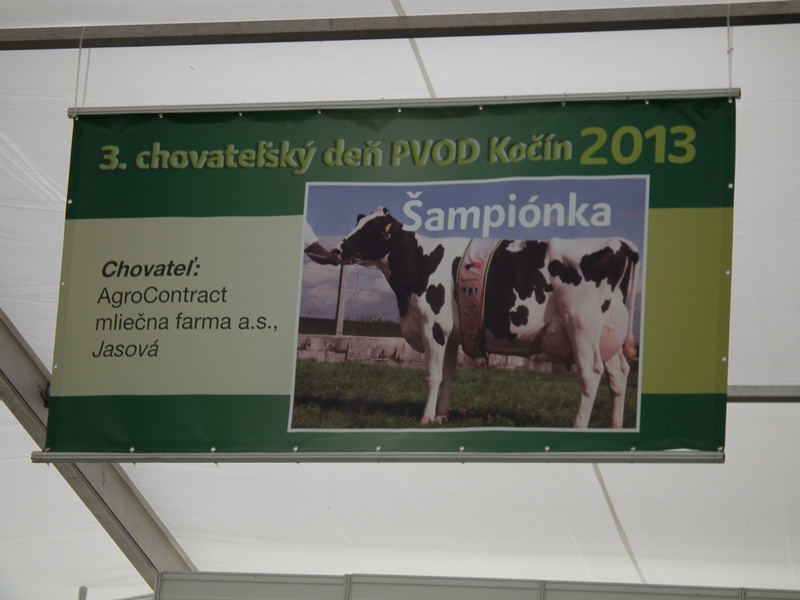 3. chovateľský deň PVOD Kočín 2013
Šampiónka
Chovateľ:
AgroContract
mliečna farma a.s.,
Jasová